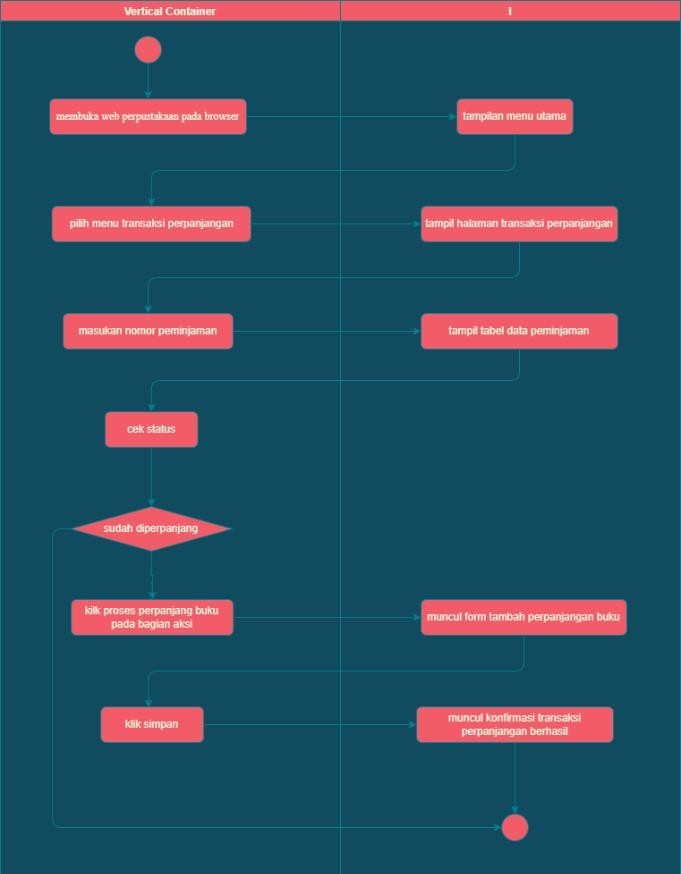 Vertical Container
membuka web perpustakaan pada browser
tampilan menu utama
pilih menu transaksi perpanjangan
tampil halaman transaksi perpanjangan
masukan nomor peminjaman
tampil tabel data peminjaman
cek status
sudah diperpanjang
kilk proses perpanjang buku
pada bagian aksi
muncul form tambah perpanjangan buku
klik simpan
muncul konfirmasi transaksi
perpanjangan berhasil